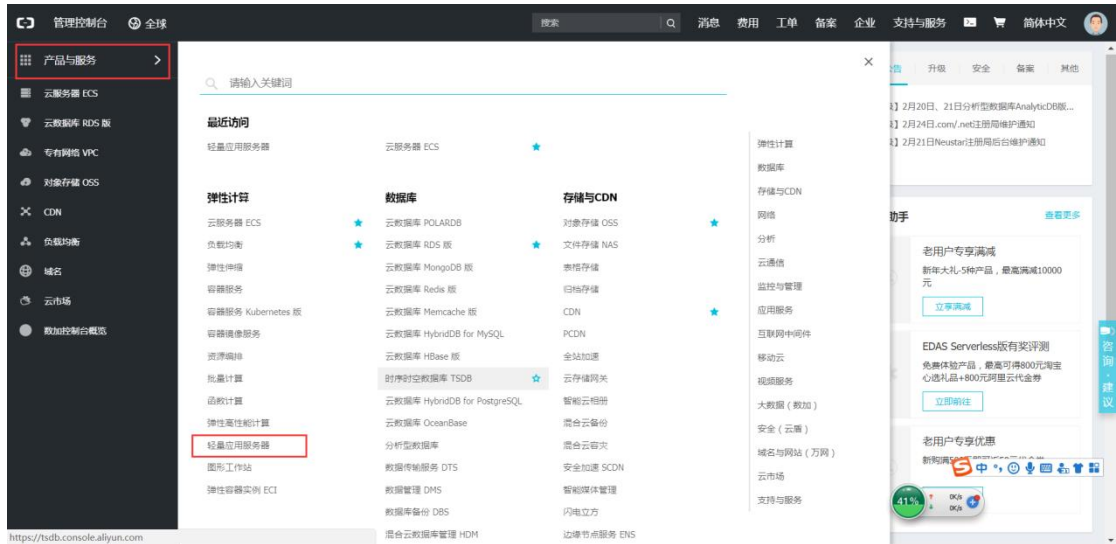 管理控制台 全球 搜索 消息 费用 工单 备案 企业 支持与服务 简体中文
产品与服务
云服务器 ECS
云数据库 RDS 版
专有网络 VPC
对象存储 OSS
CDN
负载均衡
域名
云市场
数加控制台概览
请输入关键词
最近访问
轻量应用服务器 云服务器 ECS
弹性计算
云服务器 ECS
负载均衡
弹性伸缩
容器服务
容器服务 Kubernetes 版
容器镜像服务
资源编排
批量计算
函数计算
弹性高性能计算
轻量应用服务器
图形工作站
弹性容器实例 ECI
数据库
云数据库 POLARDB
云数据库 RDS 版
云数据库 MongoDB 版
云数据库 Redis 版
云数据库 Memcache 版
云数据库 HybridDB for MySQL
云数据库 HBase 版
时序时空数据库 TSDB
云数据库 HybridDB for PostgreSQL
云数据库 OceanBase
分析型数据库
数据传输服务 DTS
数据管理 DMS
数据库备份 DBS
混合云数据库管理 HDM
存储与CDN
对象存储 OSS
文件存储 NAS
表格存储
归档存储
CDN
PCDN
全站加速
云存储网关
智能云相册
混合云备份
混合云容灾
安全加速 SCDN
智能媒体管理
闪电立方
边缘节点服务 ENS
弹性计算
数据库
存储与CDN
网络
分析
云通信
监控与管理
应用服务
互联网中间件
移动云
视频服务
大数据（数加）
安全（云盾）
域名与网站（万网）
云市场
支持与服务
升级 安全 备案 其他
】2月20日、21日分析型数据库AnalyticDB版...
】2月24日.com/.net注册局维护通知
】2月21日Neustar注册局后台维护通知
助手 查看更多
老用户专享满减
新年大礼-5种产品，最高满减10000
元
立享满减
EDAS Serverless版有奖评测
免费体验产品，最高可得800元淘宝
心选礼品+800元阿里云代金券
立即前往
老用户专享优惠
新购满
咨询·建议
中
41% 0K/s
0K/s
https://tsdb.console.aliyun.com